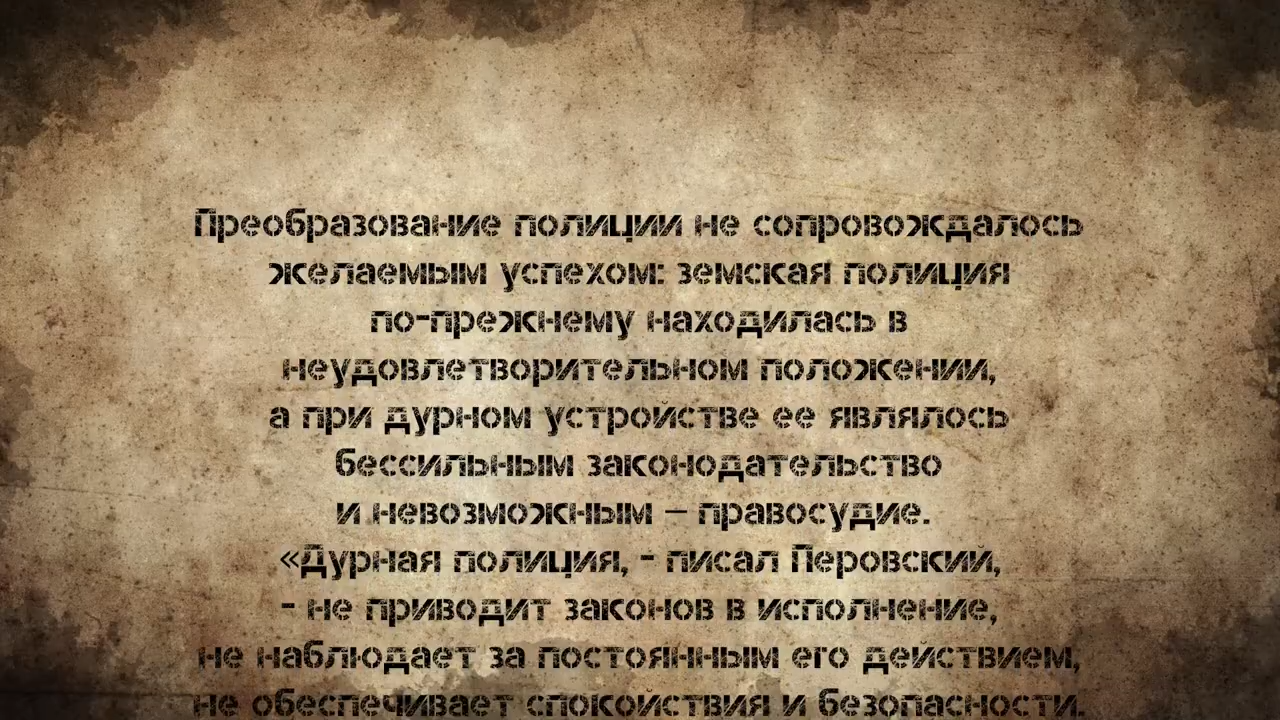 Преобразование полиции не сопровождалось
желаемым успехом: земская полиция
по-прежнему находилась в
неудовлетворительном положении,
а при дурном устройстве ее являлось
бессильным законодательство
и невозможным – правосудие.
«Дурная полиция, - писал Перовский,
- не приводит законов в исполнение,
не наблюдает за постоянным его действием,
не обеспечивает спокойствия и безопасности.